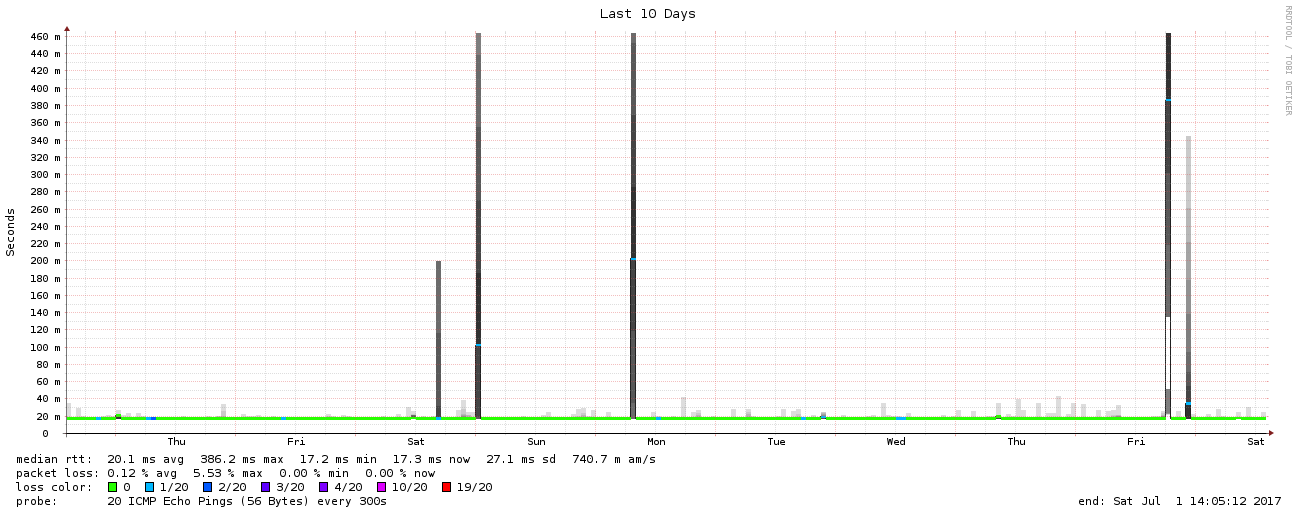 Last 10 Days
RRDTOOL / TOBI OETIKER
Seconds
460 m
440 m
420 m
400 m
380 m
360 m
340 m
320 m
300 m
280 m
260 m
240 m
220 m
200 m
180 m
160 m
140 m
120 m
100 m
80 m
60 m
40 m
20 m
0
Thu Fri Sat Sun Mon Tue Wed Thu Fri Sat
median rtt: 20.1 ms avg 386.2 ms max 17.2 ms min 17.3 ms now 27.1 ms sd 740.7 m am/s
packet loss: 0.12 % avg 5.53 % max 0.00 % min 0.00 % now
loss color: 0 1/20 2/20 3/20 4/20 10/20 19/20
probe: 20 ICMP Echo Pings (56 Bytes) every 300s end: Sat Jul 1 14:05:12 2017